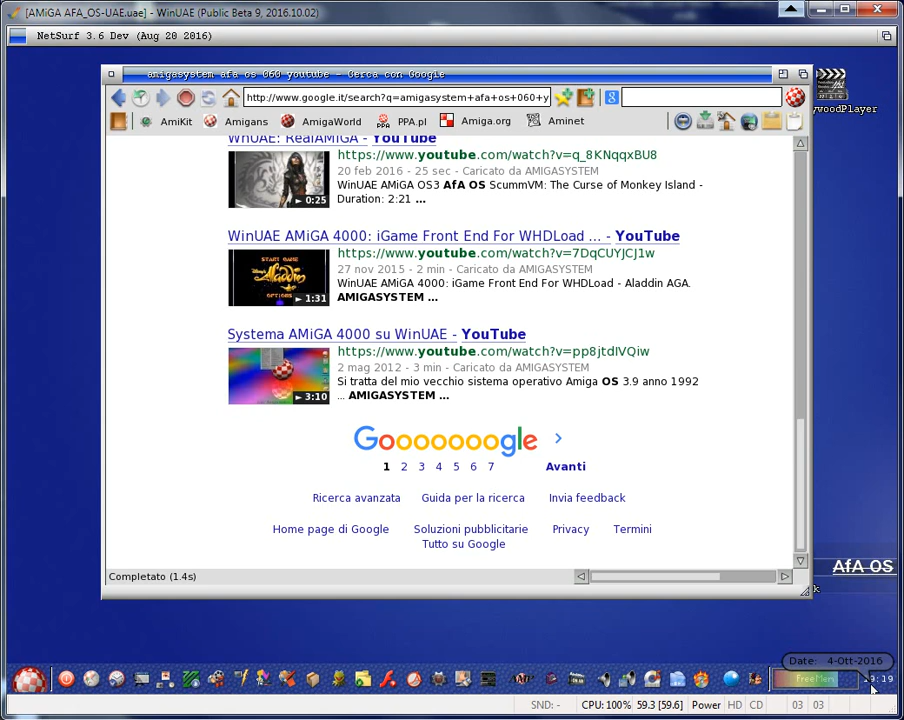 [AMiGA AFA_OS-UAE.uae] - WinUAE (Public Beta 9, 2016.10.02)
NetSurf 3.6 Dev (Aug 20 2016)
amigasystem afa os 060 youtube - Cerca con Google
http://www.google.it/search?q=amigasystem+afa+os+060+y
AmiKit Amigans AmigaWorld PPA.pl Amiga.org Aminet
WinUAE: RealAMiGA - YouTube
https://www.youtube.com/watch?v=q_8KNqqxBU8
20 feb 2016 - 25 sec - Caricato da AMIGASYSTEM
WinUAE AMiGA OS3 AfA OS ScummVM: The Curse of Monkey Island -
Duration: 2:21 ...
► 0:25
WinUAE AMiGA 4000: iGame Front End For WHDLoad ... - YouTube
https://www.youtube.com/watch?v=7DqCUYJCJ1w
27 nov 2015 - 2 min - Caricato da AMIGASYSTEM
WinUAE AMiGA 4000: iGame Front End For WHDLoad - Aladdin AGA.
AMIGASYSTEM ...
START GAME
Aladdin
OPTIONS
► 1:31
Systema AMiGA 4000 su WinUAE - YouTube
https://www.youtube.com/watch?v=pp8jtdlVQiw
2 mag 2012 - 3 min - Caricato da AMIGASYSTEM
Si tratta del mio vecchio sistema operativo Amiga OS 3.9 anno 1992
... AMIGASYSTEM ...
► 3:10
Gooooooogle >
1 2 3 4 5 6 7 Avanti
Ricerca avanzata Guida per la ricerca Invia feedback
Home page di Google Soluzioni pubblicitarie Privacy Termini
Tutto su Google
Completato (1.4s)
ywoodPlayer
AfA OS
k
Date: 4-Ott-2016
FreeMem
19:19
SND: - CPU: 100% 59.3 [59.6] Power HD CD 03 03